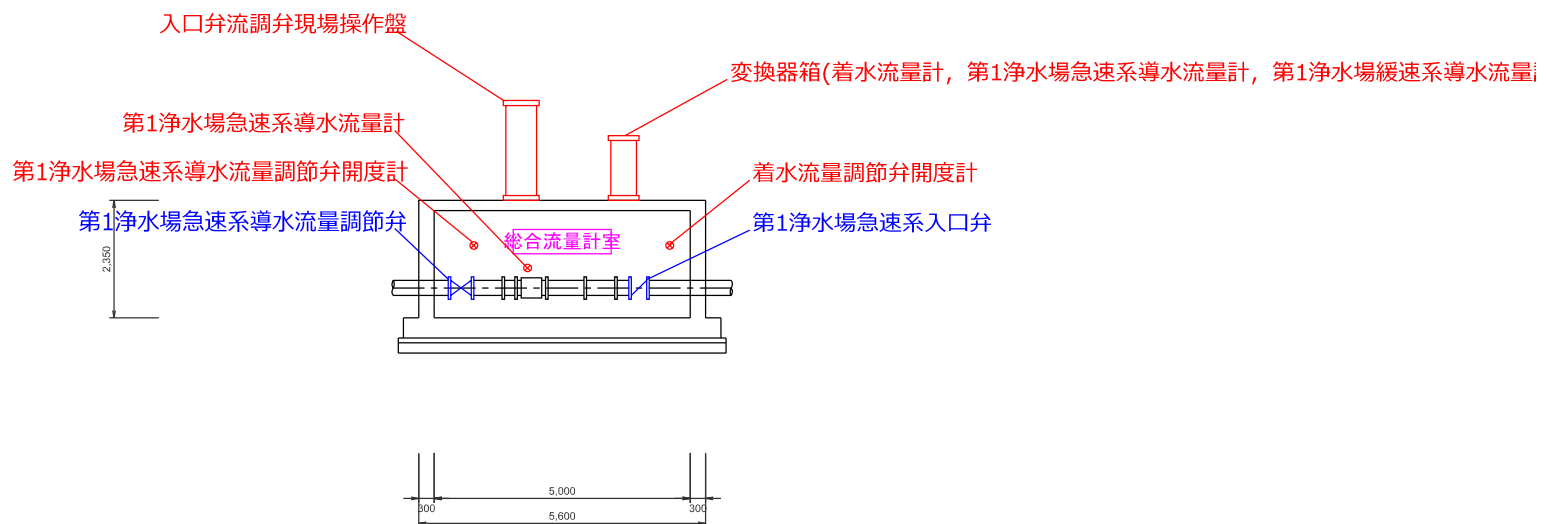 入口弁流調弁現場操作盤
変換器箱(着水流量計，第1浄水場急速系導水流量計，第1浄水場緩速系導水流量
第1浄水場急速系導水流量計
第1浄水場急速系導水流量調節弁開度計
着水流量調節弁開度計
第1浄水場急速系導水流量調節弁
第1浄水場急速系入口弁
総合流量計室
2,350
5,000
300
300
5,600